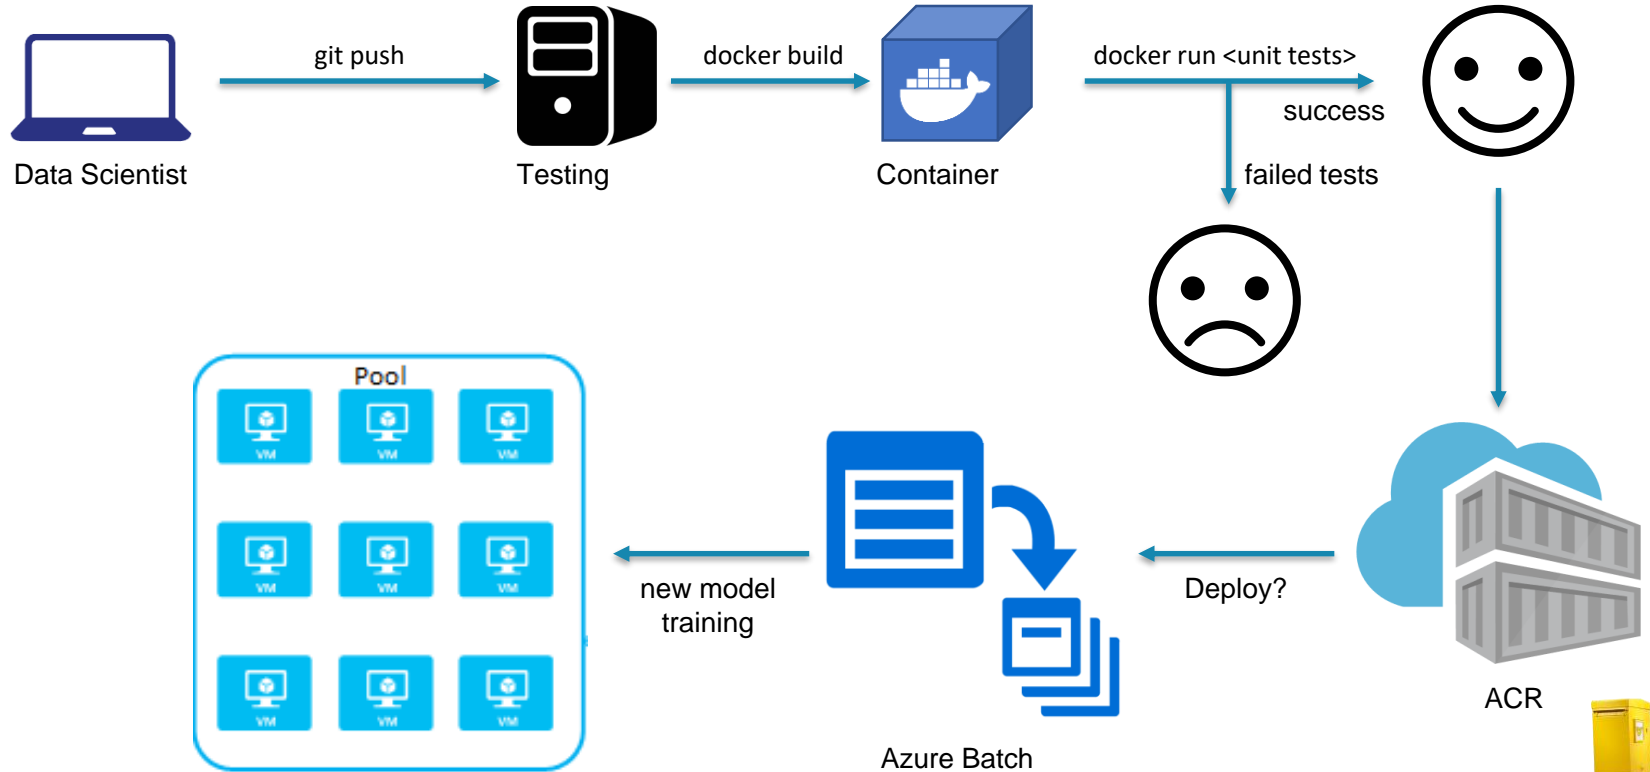 git push
docker build
docker run <unit tests>
success
Data Scientist
Testing
Container
failed tests
Pool
VM
VM
VM
VM
VM
VM
VM
VM
VM
new model
training
Deploy?
ACR
Azure Batch